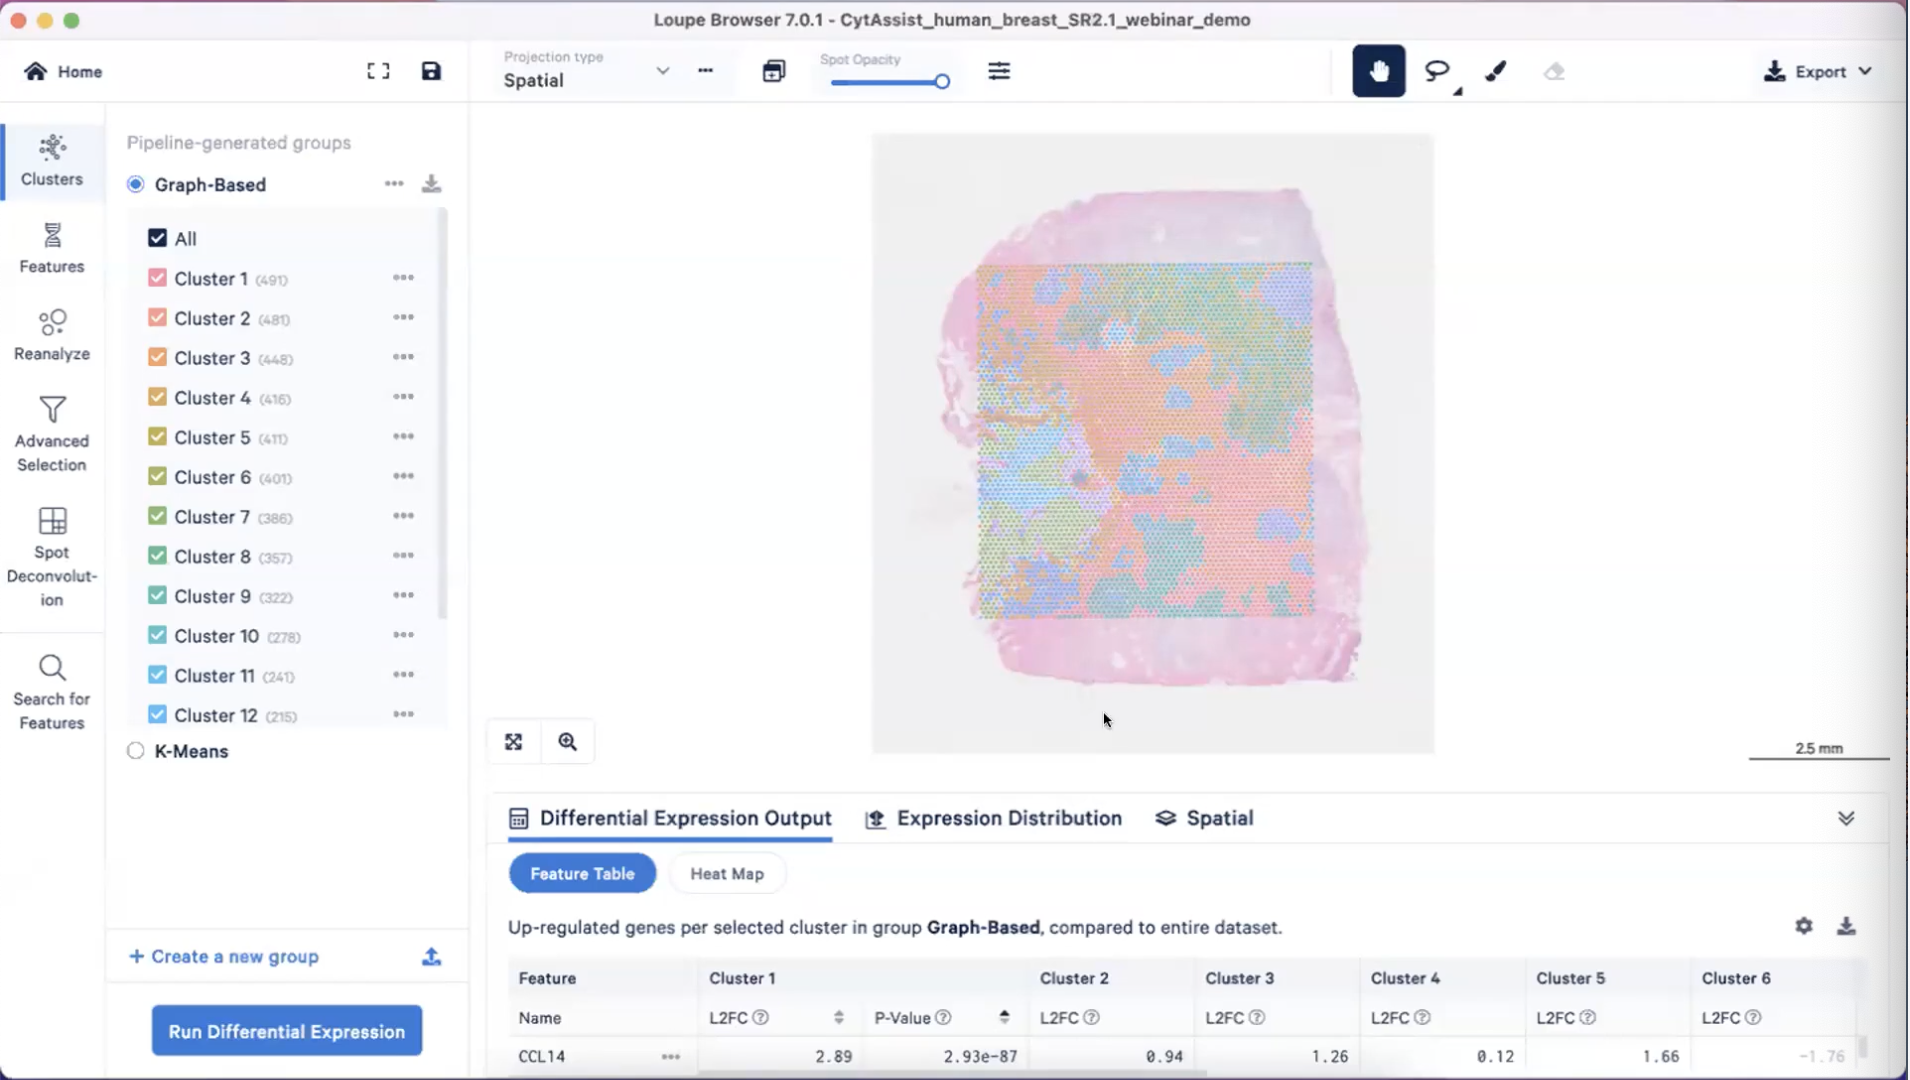 Loupe Browser 7.0.1 - CytAssist_human_breast_SR2.1_webinar_demo
Home
Projection type
Spatial
Spot Opacity
Export
Clusters
Features
Reanalyze
Advanced
Selection
Spot
Deconvolut-
ion
Search for
Features
Pipeline-generated groups
Graph-Based
All
Cluster 1 (491)
Cluster 2 (481)
Cluster 3 (448)
Cluster 4 (416)
Cluster 5 (411)
Cluster 6 (401)
Cluster 7 (386)
Cluster 8 (357)
Cluster 9 (322)
Cluster 10 (278)
Cluster 11 (241)
Cluster 12 (215)
K-Means
+ Create a new group
Run Differential Expression
2.5 mm
Differential Expression Output Expression Distribution Spatial
Feature Table Heat Map
Up-regulated genes per selected cluster in group Graph-Based, compared to entire dataset.
Feature Cluster 1 Cluster 2 Cluster 3 Cluster 4 Cluster 5 Cluster 6
Name L2FC P-Value L2FC L2FC L2FC L2FC L2FC
CCL14 2.89 2.93e-87 0.94 1.26 0.12 1.66 -1.76